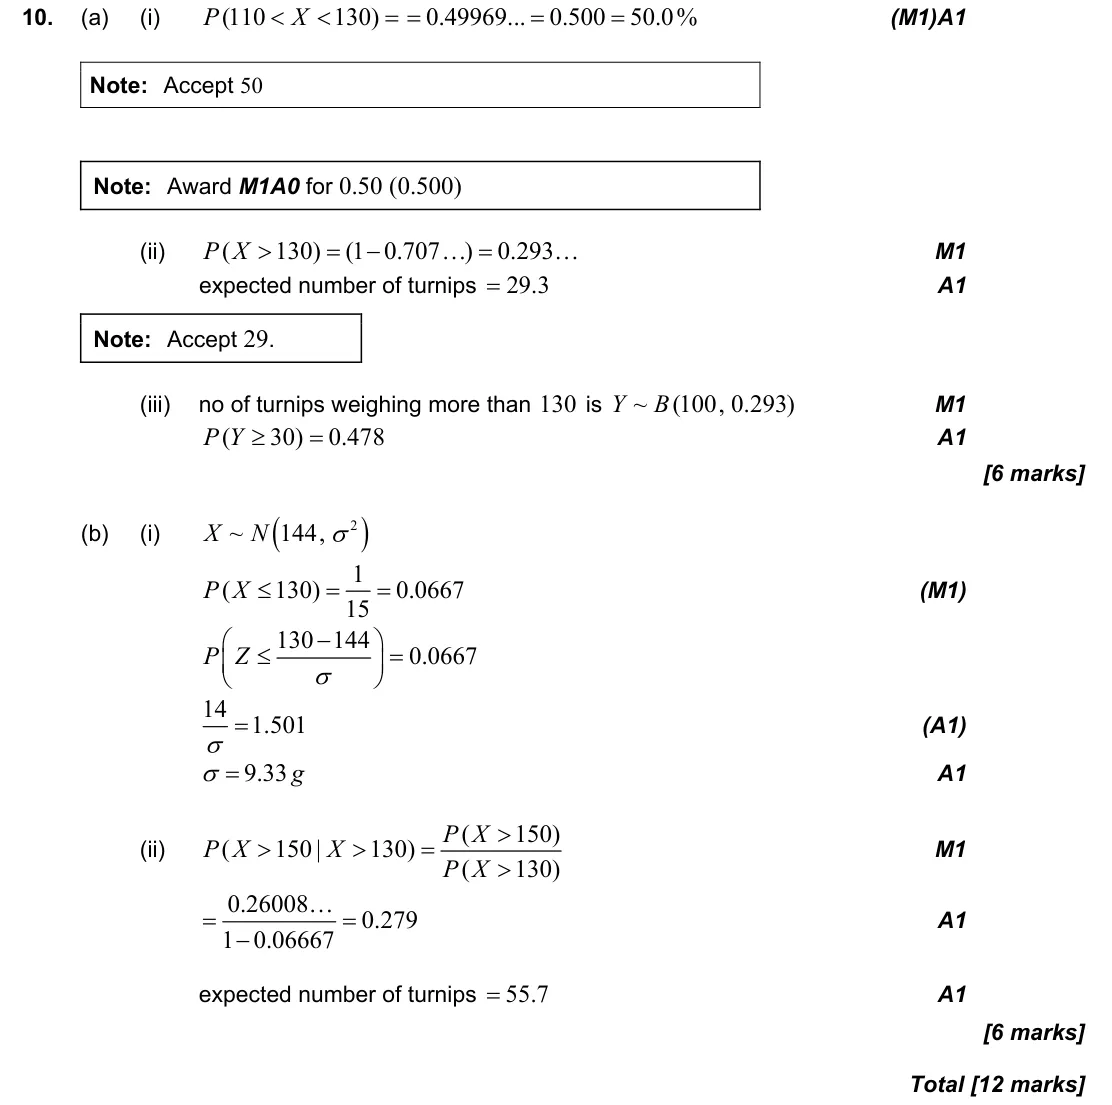 10. (a) (i) P(110 < X < 130) = = 0.49969... = 0.500 = 50.0% (M1)A1
Note: Accept 50
Note: Award M1A0 for 0.50 (0.500)
(ii) P(X > 130) = (1 − 0.707…) = 0.293… M1
expected number of turnips = 29.3 A1
Note: Accept 29.
(iii) no of turnips weighing more than 130 is Y ~ B(100, 0.293) M1
P(Y ≥ 30) = 0.478 A1
[6 marks]
(b) (i) X ~ N(144, σ²)
P(X ≤ 130) = 1/15 = 0.0667 (M1)
P(Z ≤ (130 − 144)/σ) = 0.0667
14/σ = 1.501 (A1)
σ = 9.33 g A1
(ii) P(X > 150 | X > 130) = P(X > 150)/P(X > 130) M1
= 0.26008…/(1 − 0.06667) = 0.279 A1
expected number of turnips = 55.7 A1
[6 marks]
Total [12 marks]